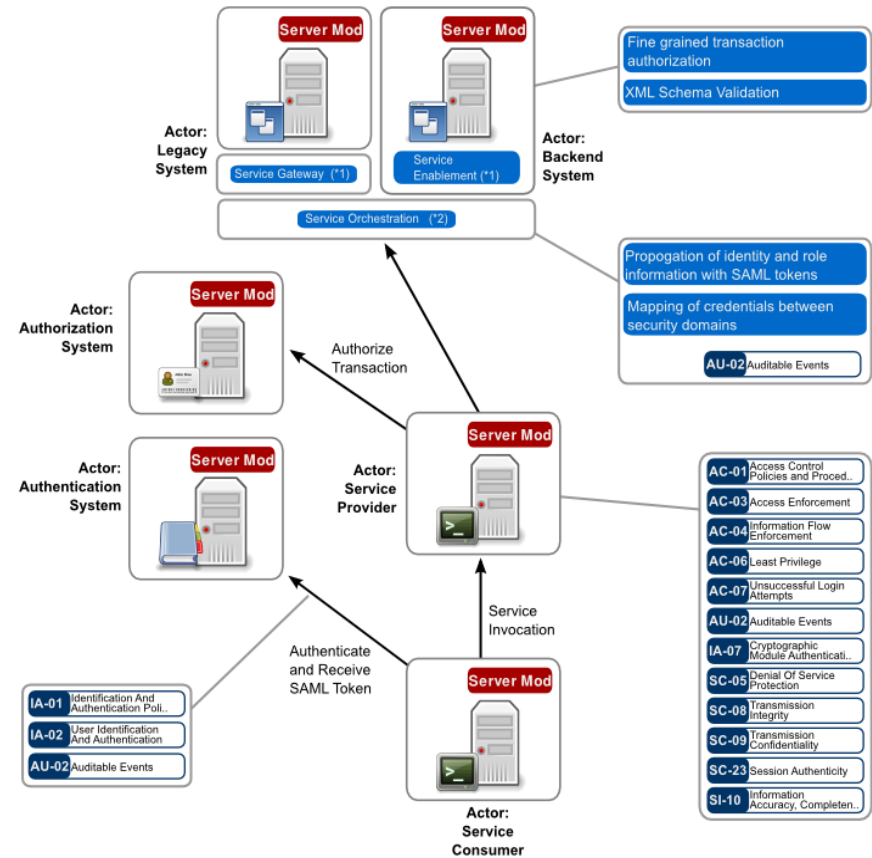 Server Mod
Server Mod
Fine grained transaction
authorization
XML Schema Validation
Actor:
Legacy
System
Actor:
Backend
System
Service Gateway (*1)
Service
Enablement (*1)
Service Orchestration (*2)
Propogation of identity and role
information with SAML tokens
Mapping of credentials between
security domains
AU-02 Auditable Events
Actor:
Authorization
System
Server Mod
Authorize
Transaction
Actor:
Authentication
System
Server Mod
Actor:
Service
Provider
Server Mod
AC-01 Access Control
Policies and Proced..
AC-03 Access Enforcement
AC-04 Information Flow
Enforcement
AC-06 Least Privilege
AC-07 Unsuccessful Login
Attempts
AU-02 Auditable Events
IA-07 Cryptographic
Module Authenticati..
SC-05 Denial Of Service
Protection
SC-08 Transmission
Integrity
SC-09 Transmission
Confidentiality
SC-23 Session Authenticity
SI-10 Information
Accuracy, Completen..
Service
Invocation
Authenticate
and Receive
SAML Token
IA-01 Identification And
Authentication Poli..
IA-02 User Identification
And Authentication
AU-02 Auditable Events
Server Mod
Actor:
Service
Consumer